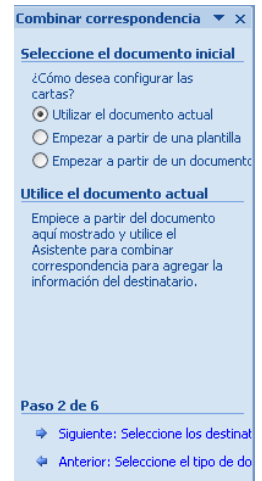 Combinar correspondencia
Seleccione el documento inicial
¿Cómo desea configurar las
cartas?
Utilizar el documento actual
Empezar a partir de una plantilla
Empezar a partir de un documento
Utilice el documento actual
Empiece a partir del documento
aquí mostrado y utilice el
Asistente para combinar
correspondencia para agregar la
información del destinatario.
Paso 2 de 6
Siguiente: Seleccione los destinat
Anterior: Seleccione el tipo de do